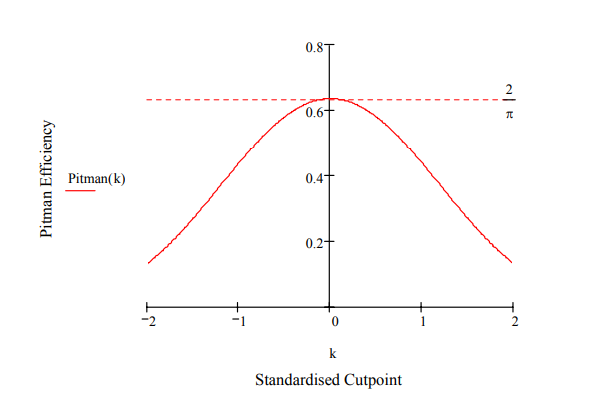 0.8
2
π
0.6
Pitman Efficiency
Pitman(k)
0.4
0.2
−2
−1
0
1
2
k
Standardised Cutpoint